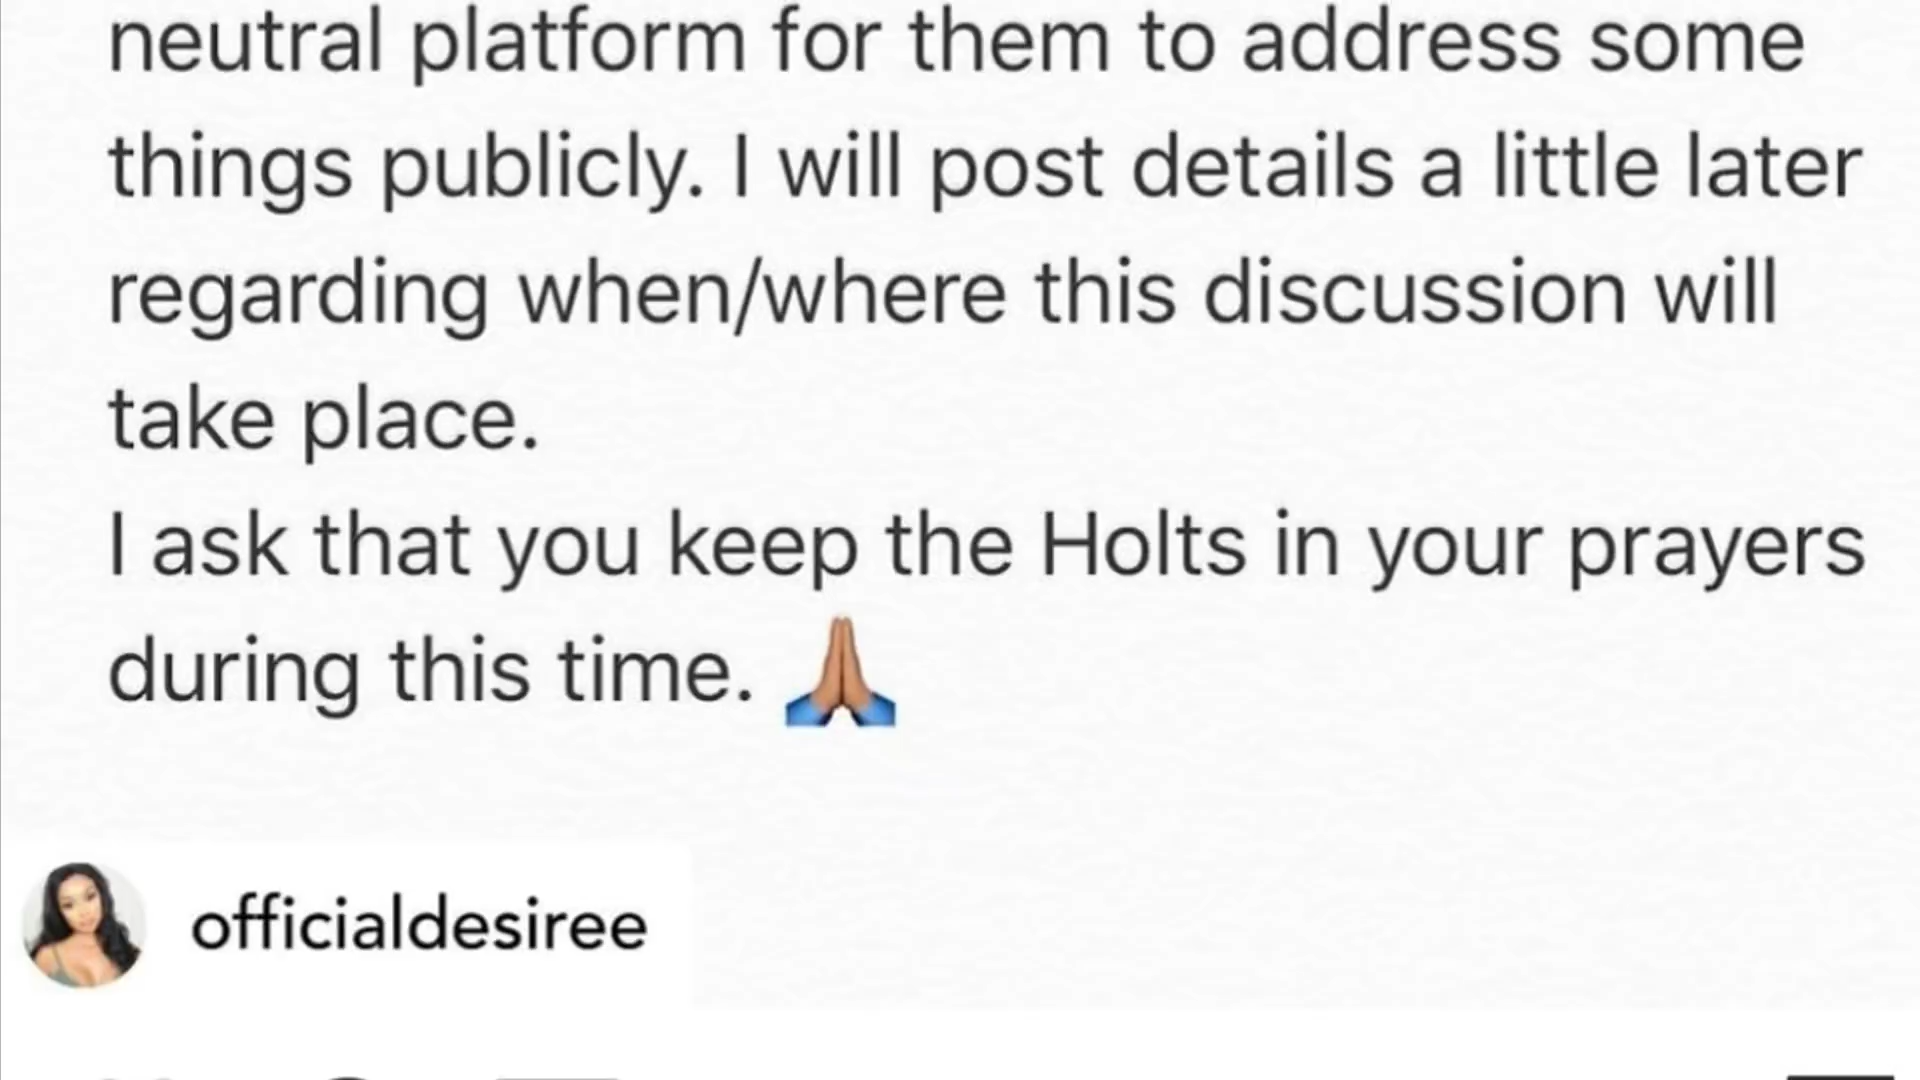 neutral platform for them to address some
things publicly. I will post details a little later
regarding when/where this discussion will
take place.
I ask that you keep the Holts in your prayers
during this time. 🙏🏽
officialdesiree